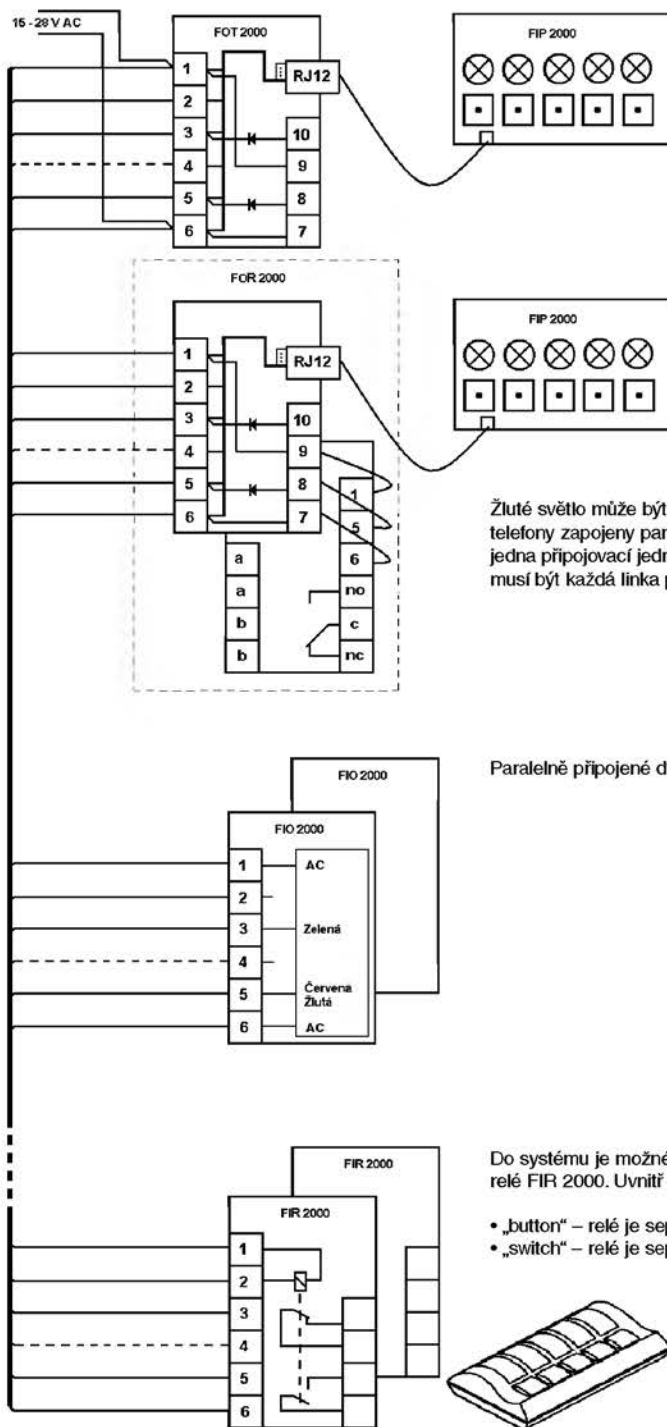 15 - 28 V AC
FOT 2000
1
2
3
4
5
6
RJ12
10
9
8
7
FIP 2000
FOR 2000
1
2
3
4
5
6
RJ12
10
9
8
7
1
5
6
no
c
nc
a
a
b
b
FIP 2000
Žluté světlo může být
telefony zapojeny par
jedna připojovací jedn
musí být každá linka p
Paralelně připojené d
FIO 2000
FIO 2000
1
2
3
4
5
6
AC
Zelená
Červená
Žlutá
AC
Do systému je možné
relé FIR 2000. Uvnitř
• „button“ – relé je sep
• „switch“ – relé je sep
FIR 2000
FIR 2000
1
2
3
4
5
6